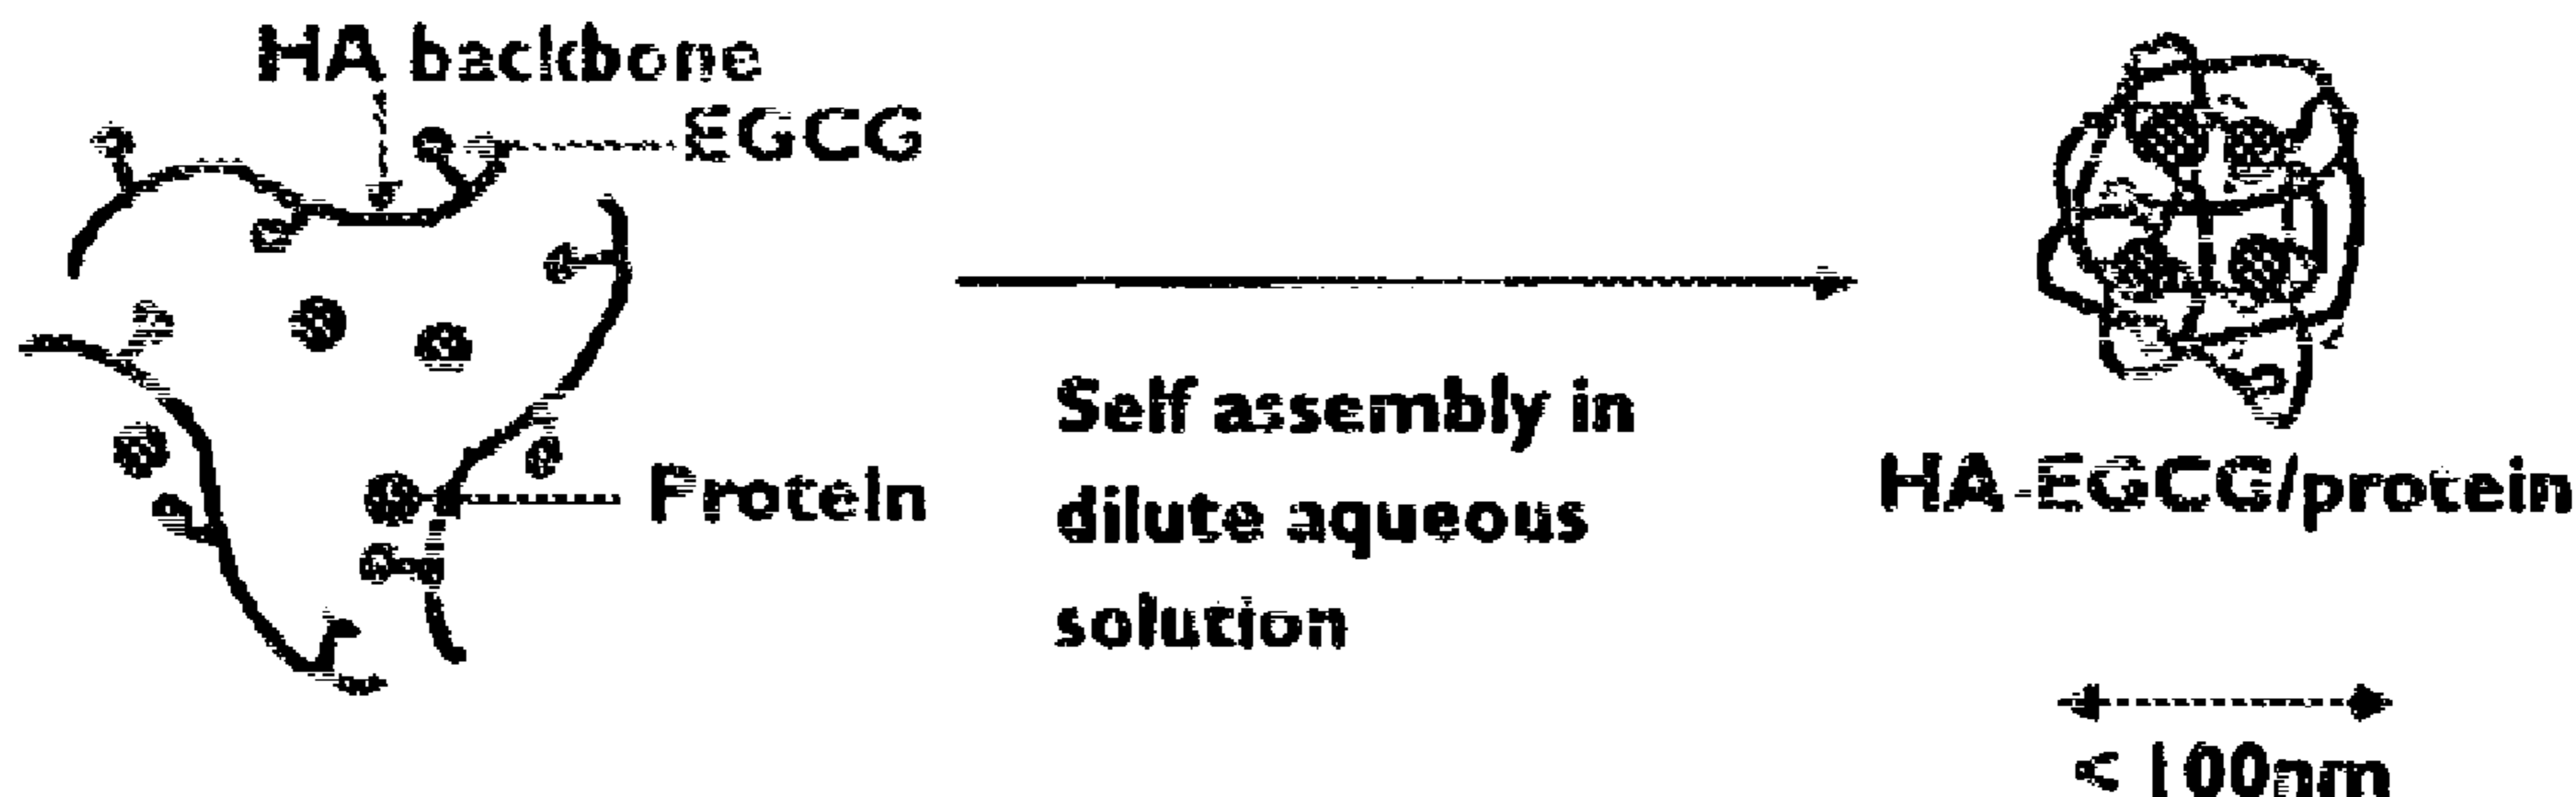 HA backbone
EGCG
Protein
Self assembly in
dilute aqueous
solution
HA-EGCG/protein
< 100nm